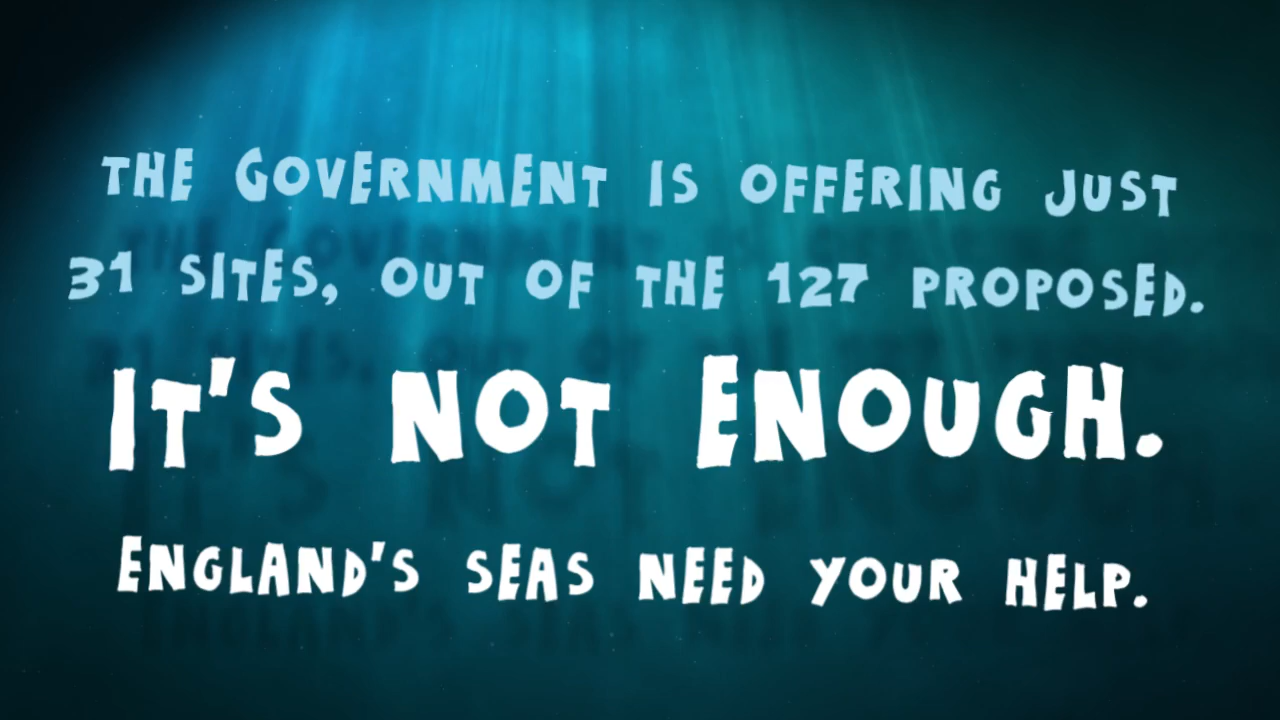 THE GOVERNMENT IS OFFERING JUST
31 SITES, OUT OF THE 127 PROPOSED.
IT'S NOT ENOUGH.
ENGLAND'S SEAS NEED YOUR HELP.